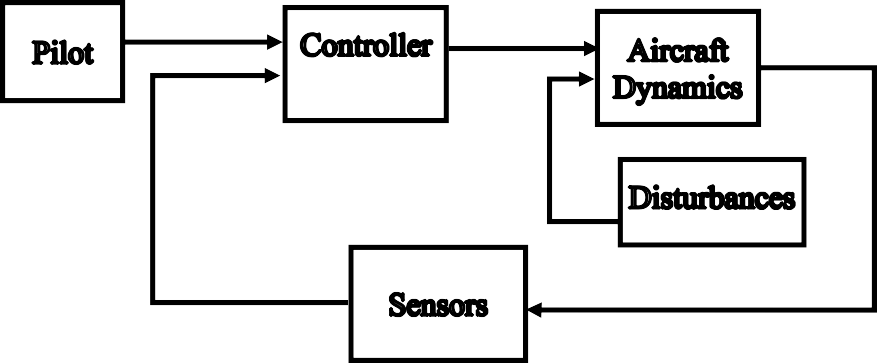 Pilot
Controller
Aircraft
Dynamics
Disturbances
Sensors